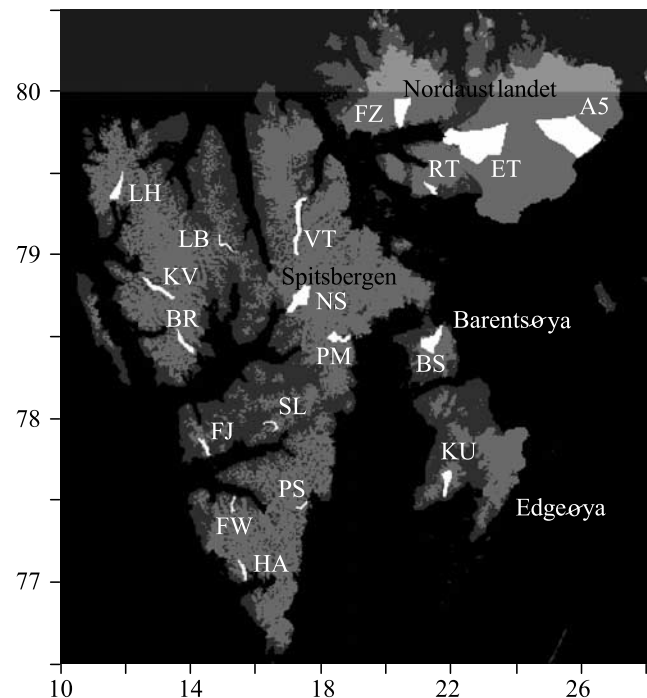 80
Nordaustlandet
FZ
A5
RT
ET
LH
79
LB
VT
KV
Spitsbergen
NS
BR
Barentsøya
PM
BS
78
SL
FJ
KU
PS
FW
Edgeøya
HA
77
10 14 18 22 26